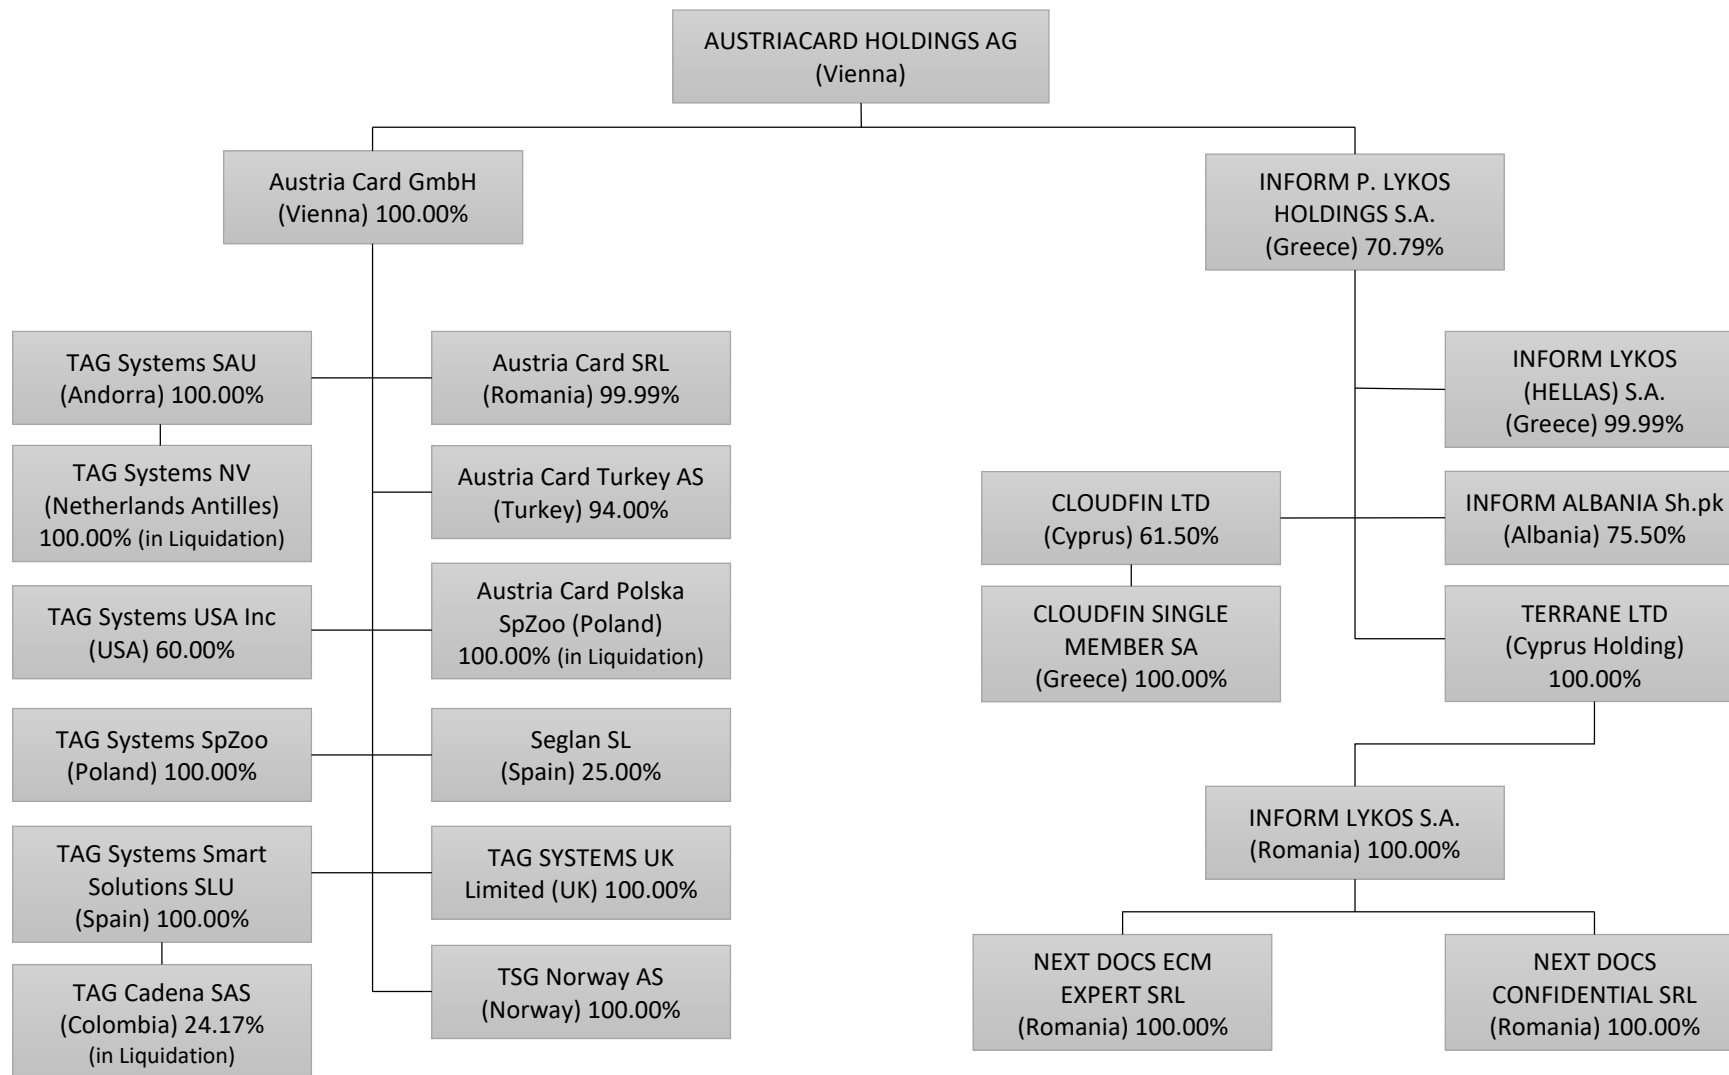 AUSTRIACARD HOLDINGS AG
(Vienna)
Austria Card GmbH
(Vienna) 100.00%
INFORM P. LYKOS
HOLDINGS S.A.
(Greece) 70.79%
TAG Systems SAU
(Andorra) 100.00%
Austria Card SRL
(Romania) 99.99%
TAG Systems NV
(Netherlands Antilles)
100.00% (in Liquidation)
Austria Card Turkey AS
(Turkey) 94.00%
TAG Systems USA Inc
(USA) 60.00%
Austria Card Polska
SpZoo (Poland)
100.00% (in Liquidation)
TAG Systems SpZoo
(Poland) 100.00%
Seglan SL
(Spain) 25.00%
TAG Systems Smart
Solutions SLU
(Spain) 100.00%
TAG SYSTEMS UK
Limited (UK) 100.00%
TAG Cadena SAS
(Colombia) 24.17%
(in Liquidation)
TSG Norway AS
(Norway) 100.00%
INFORM LYKOS
(HELLAS) S.A.
(Greece) 99.99%
CLOUDFIN LTD
(Cyprus) 61.50%
INFORM ALBANIA Sh.pk
(Albania) 75.50%
CLOUDFIN SINGLE
MEMBER SA
(Greece) 100.00%
TERRANE LTD
(Cyprus Holding)
100.00%
INFORM LYKOS S.A.
(Romania) 100.00%
NEXT DOCS ECM
EXPERT SRL
(Romania) 100.00%
NEXT DOCS
CONFIDENTIAL SRL
(Romania) 100.00%